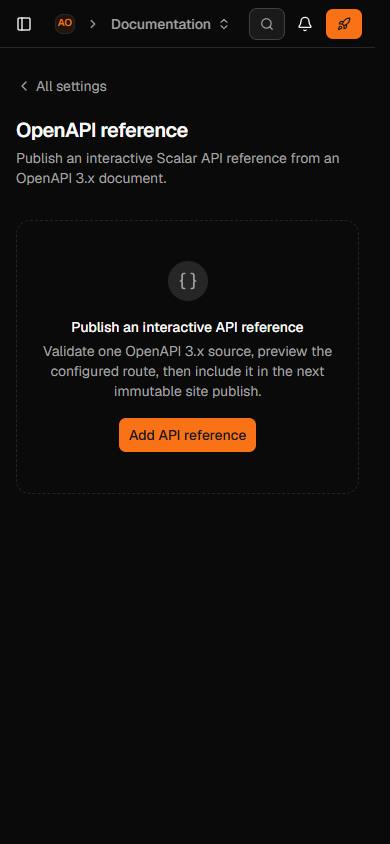 AO
Documentation
All settings
OpenAPI reference
Publish an interactive Scalar API reference from an
OpenAPI 3.x document.
{ }
Publish an interactive API reference
Validate one OpenAPI 3.x source, preview the
configured route, then include it in the next
immutable site publish.
Add API reference